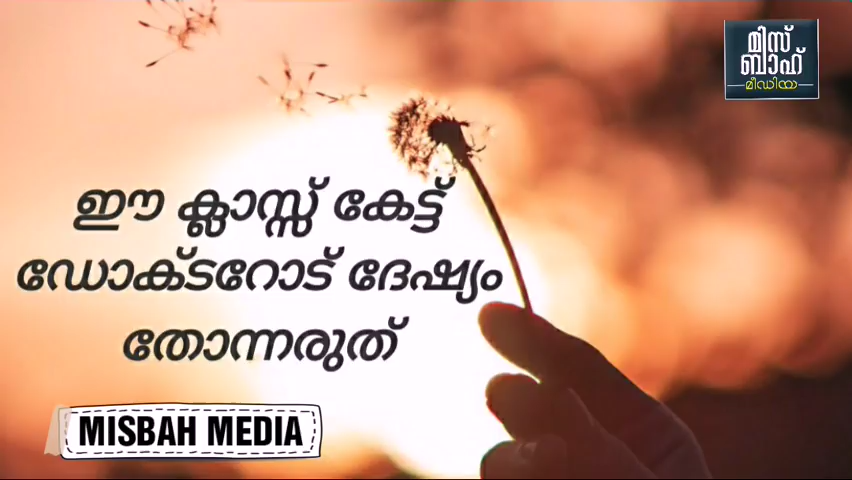 മിസ്
ബാഹ്
മീഡിയ
ഈ ക്ലാസ്സ് കേട്ട്
ഡോക്ടറോട് ദേഷ്യം
തോന്നരുത്
MISBAH MEDIA